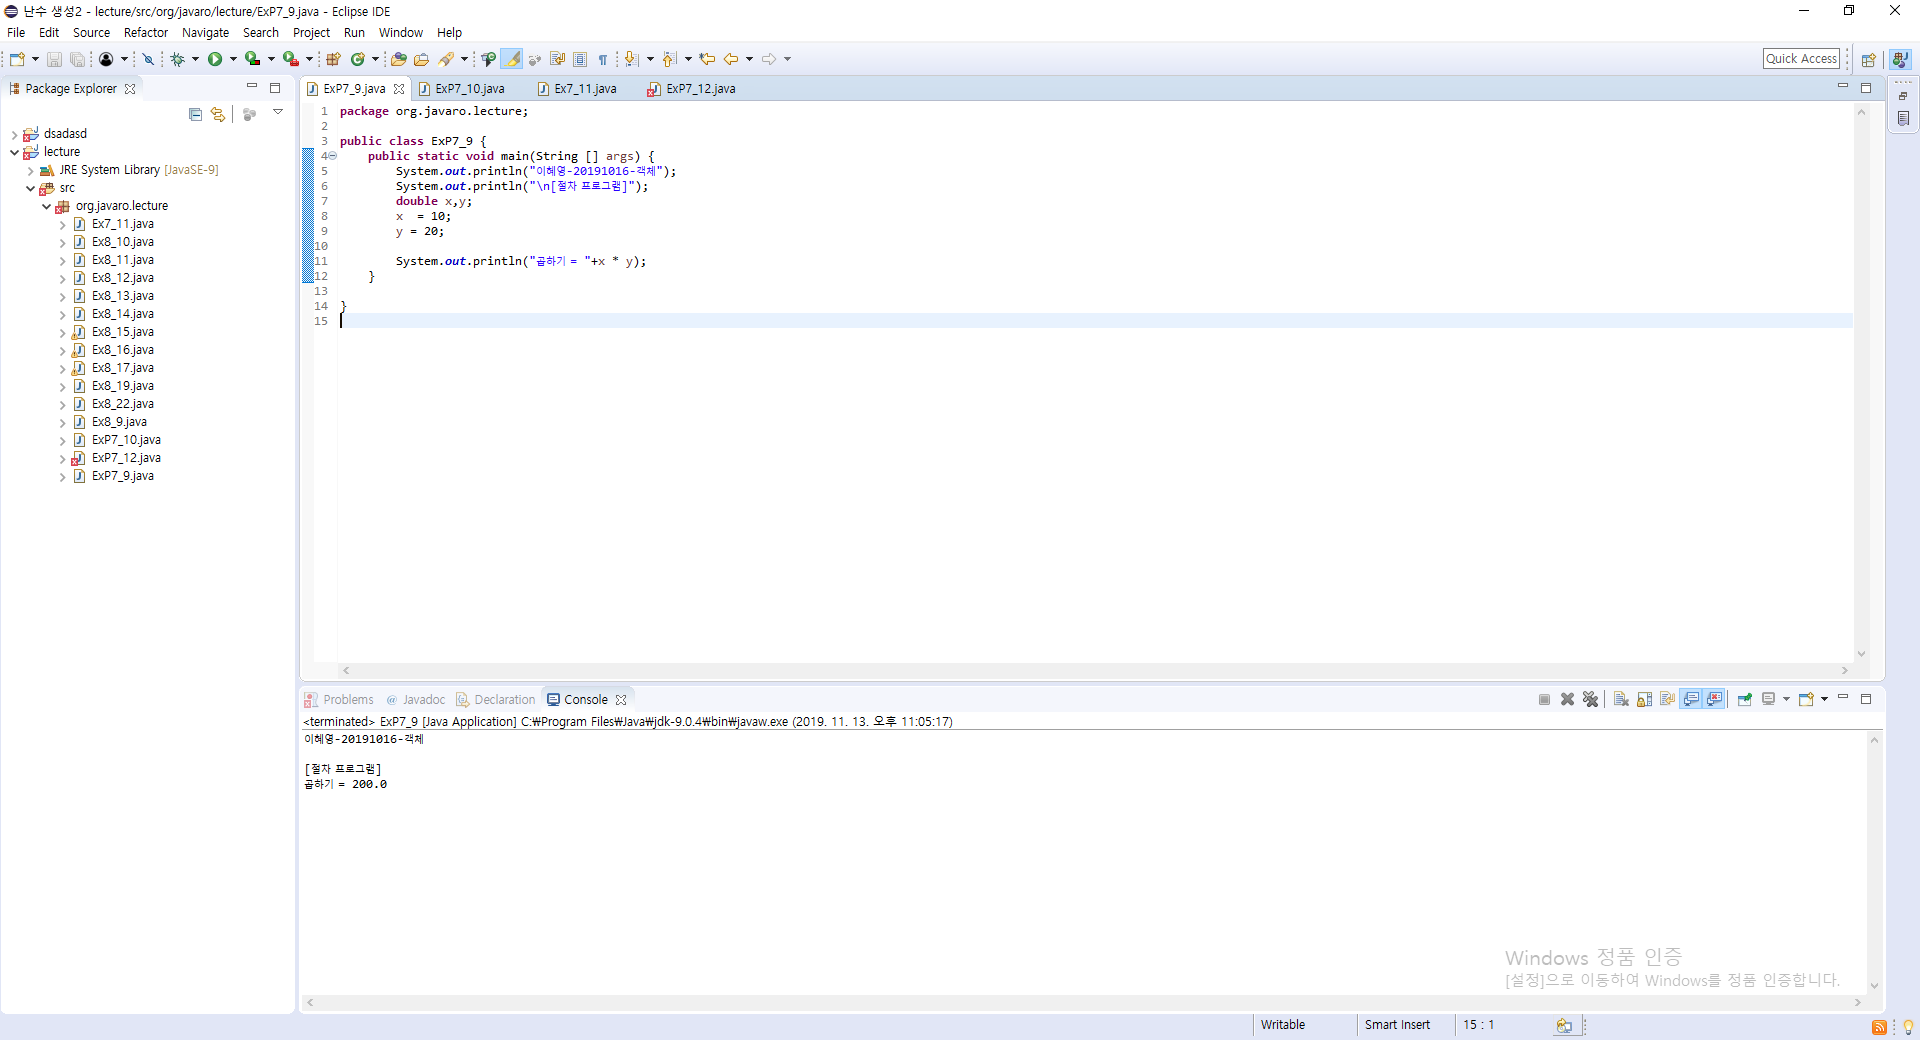 난수 생성2 - lecture/src/org/javaro/lecture/ExP7_9.java - Eclipse IDE
File Edit Source Refactor Navigate Search Project Run Window Help
Quick Access
Package Explorer
dsadasd
lecture
JRE System Library [JavaSE-9]
src
org.javaro.lecture
Ex7_11.java
Ex8_10.java
Ex8_11.java
Ex8_12.java
Ex8_13.java
Ex8_14.java
Ex8_15.java
Ex8_16.java
Ex8_17.java
Ex8_19.java
Ex8_22.java
Ex8_9.java
ExP7_10.java
ExP7_12.java
ExP7_9.java
ExP7_9.java ExP7_10.java Ex7_11.java ExP7_12.java
1 package org.javaro.lecture;
2
3 public class ExP7_9 {
4 public static void main(String [] args) {
5 System.out.println("이혜영-20191016-객체");
6 System.out.println("\n[절차 프로그램]");
7 double x,y;
8 x  = 10;
9 y = 20;
10
11 System.out.println("곱하기 = "+x * y);
12 }
13
14 }
15
Problems @ Javadoc Declaration Console
<terminated> ExP7_9 [Java Application] C:₩Program Files₩Java₩jdk-9.0.4₩bin₩javaw.exe (2019. 11. 13. 오후 11:05:17)
이혜영-20191016-객체
[절차 프로그램]
곱하기 = 200.0
Windows 정품 인증
[설정]으로 이동하여 Windows를 정품 인증합니다.
Writable Smart Insert 15 : 1